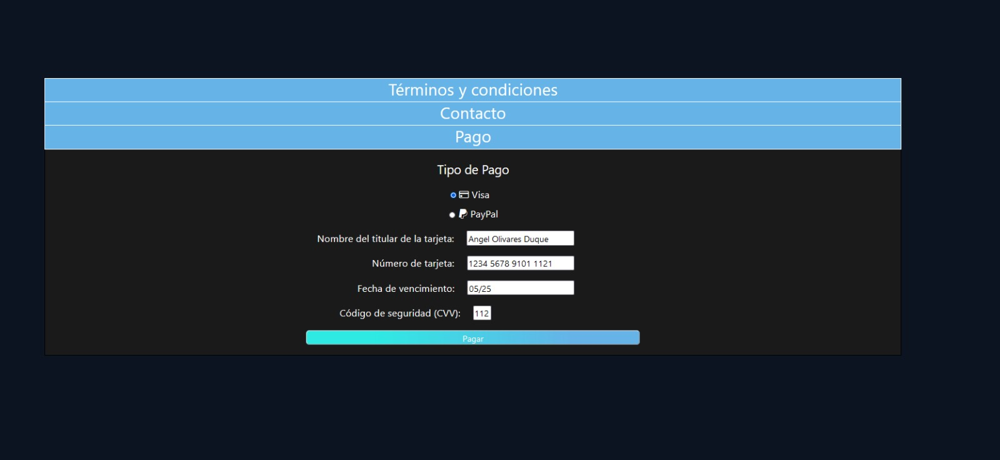 Términos y condiciones
Contacto
Pago
Tipo de Pago
Visa
PayPal
Nombre del titular de la tarjeta: Angel Olivares Duque
Número de tarjeta: 1234 5678 9101 1121
Fecha de vencimiento: 05/25
Código de seguridad (CVV): 112
Pagar